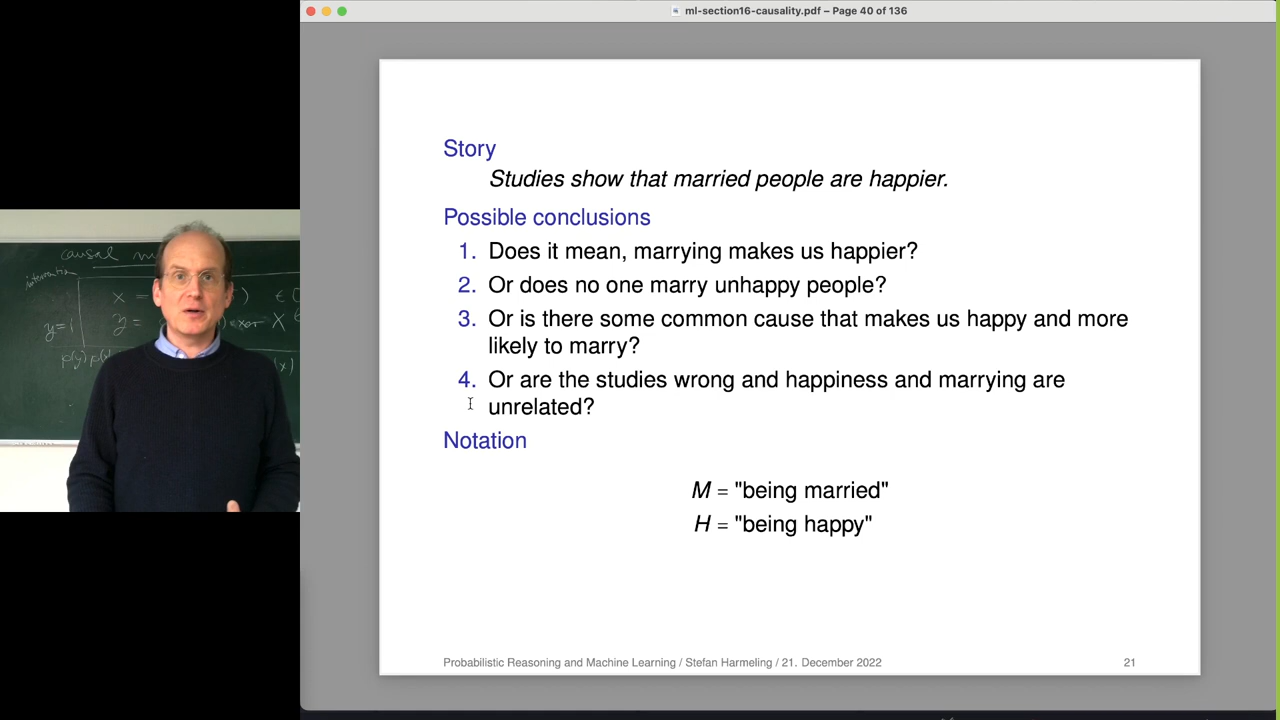 ml-section16-causality.pdf – Page 40 of 136
Story
Studies show that married people are happier.
Possible conclusions
1. Does it mean, marrying makes us happier?
2. Or does no one marry unhappy people?
3. Or is there some common cause that makes us happy and more
likely to marry?
4. Or are the studies wrong and happiness and marrying are
unrelated?
Notation
M = "being married"
H = "being happy"
Probabilistic Reasoning and Machine Learning / Stefan Harmeling / 21. December 2022
21
causal
intervention
x =
y =
y=1